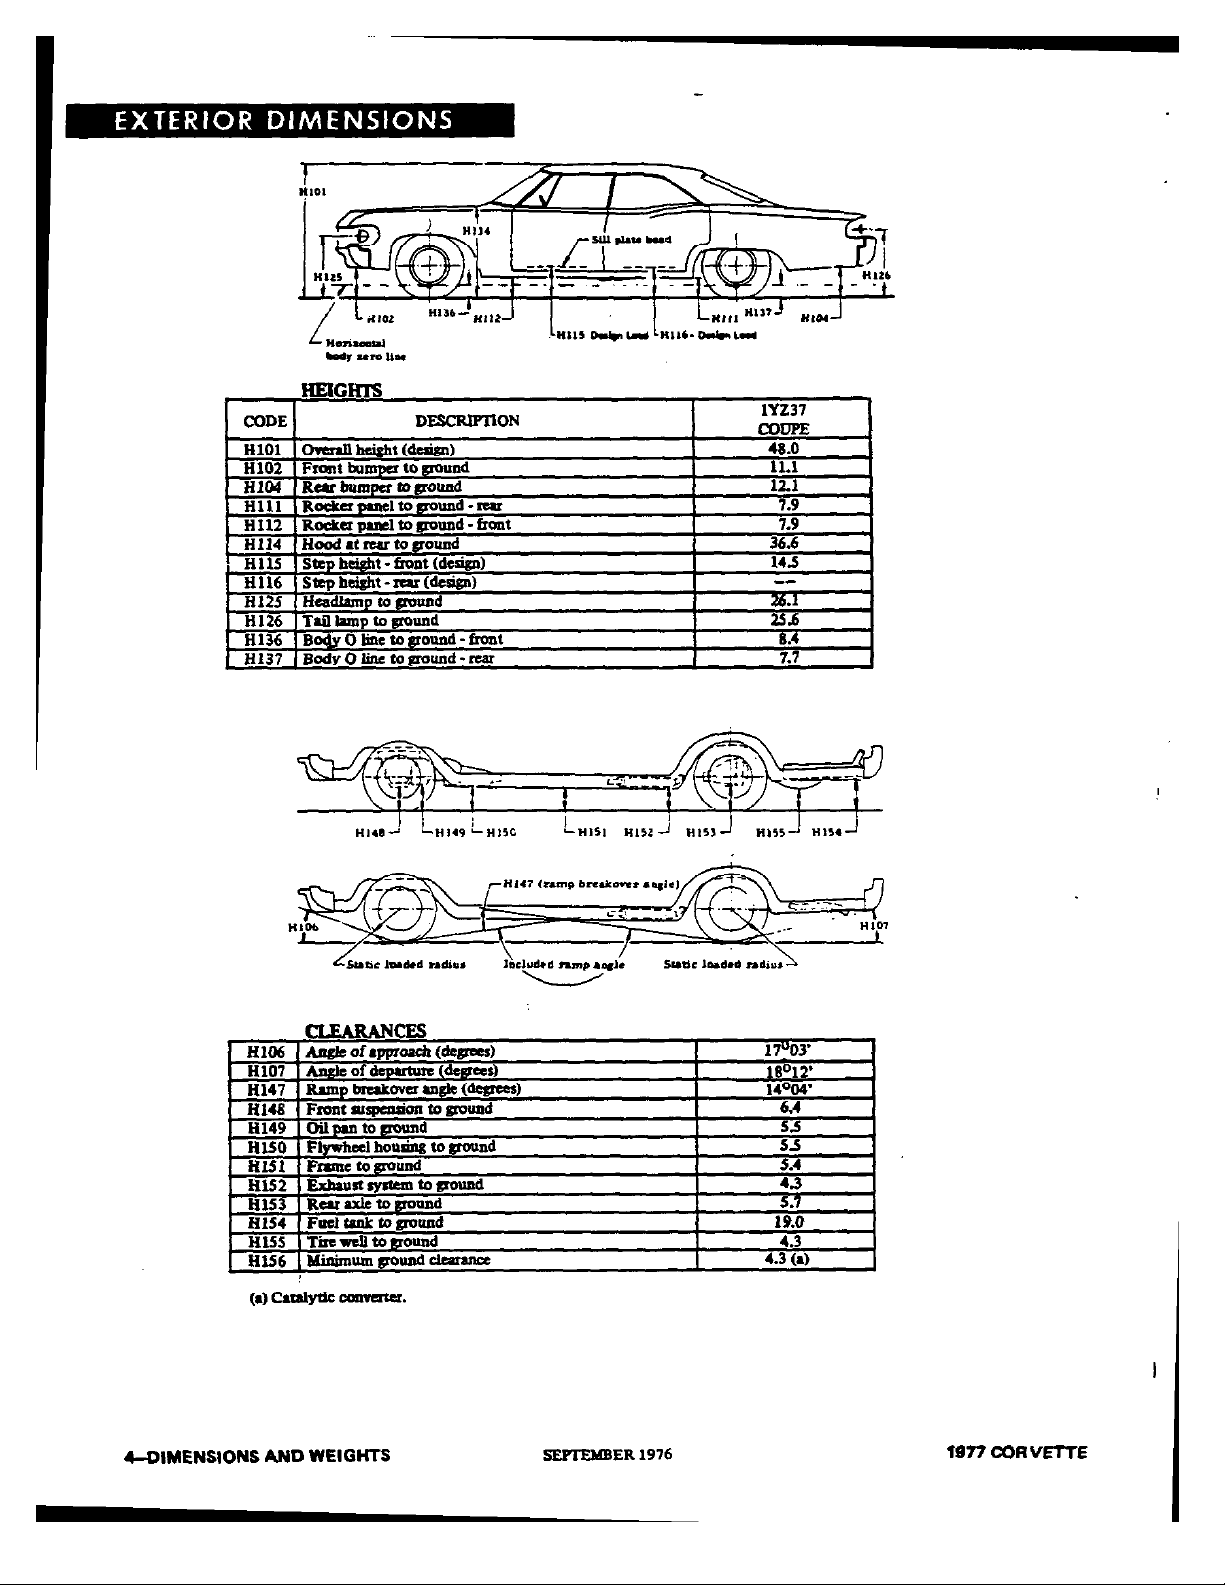 EXTERIOR DIMENSIONS
H101
H114
Sill plate bead
H125
H126
H102
H136
H112
H111
H137
H104
H115 Design Load
H116- Design Load
Horizontal
body zero line
HEIGHTS
CODE DESCRIPTION 1YZ37 COUPE
H101 Overall height (design) 48.0
H102 Front bumper to ground 11.1
H104 Rear bumper to ground 12.1
H111 Rocker panel to ground - rear 7.9
H112 Rocker panel to ground - front 7.9
H114 Hood at rear to ground 36.6
H115 Step height - front (design) 14.5
H116 Step height - rear (design) --
H125 Headlamp to ground 26.1
H126 Tail lamp to ground 25.6
H136 Body O line to ground - front 8.4
H137 Body O line to ground - rear 7.7
H148 H149 H150 H151 H152 H153 H155 H154
H147 (ramp breakover angle)
H106
H107
Static loaded radius Included ramp angle Static loaded radius
CLEARANCES
H106 Angle of approach (degrees) 17°03'
H107 Angle of departure (degrees) 18°12'
H147 Ramp breakover angle (degrees) 14°04'
H148 Front suspension to ground 6.4
H149 Oil pan to ground 5.5
H150 Flywheel housing to ground 5.5
H151 Frame to ground 5.4
H152 Exhaust system to ground 4.3
H153 Rear axle to ground 5.7
H154 Fuel tank to ground 19.0
H155 Tire well to ground 4.3
H156 Minimum ground clearance 4.3 (a)
(a) Catalytic converter.
4—DIMENSIONS AND WEIGHTS SEPTEMBER 1976 1977 CORVETTE